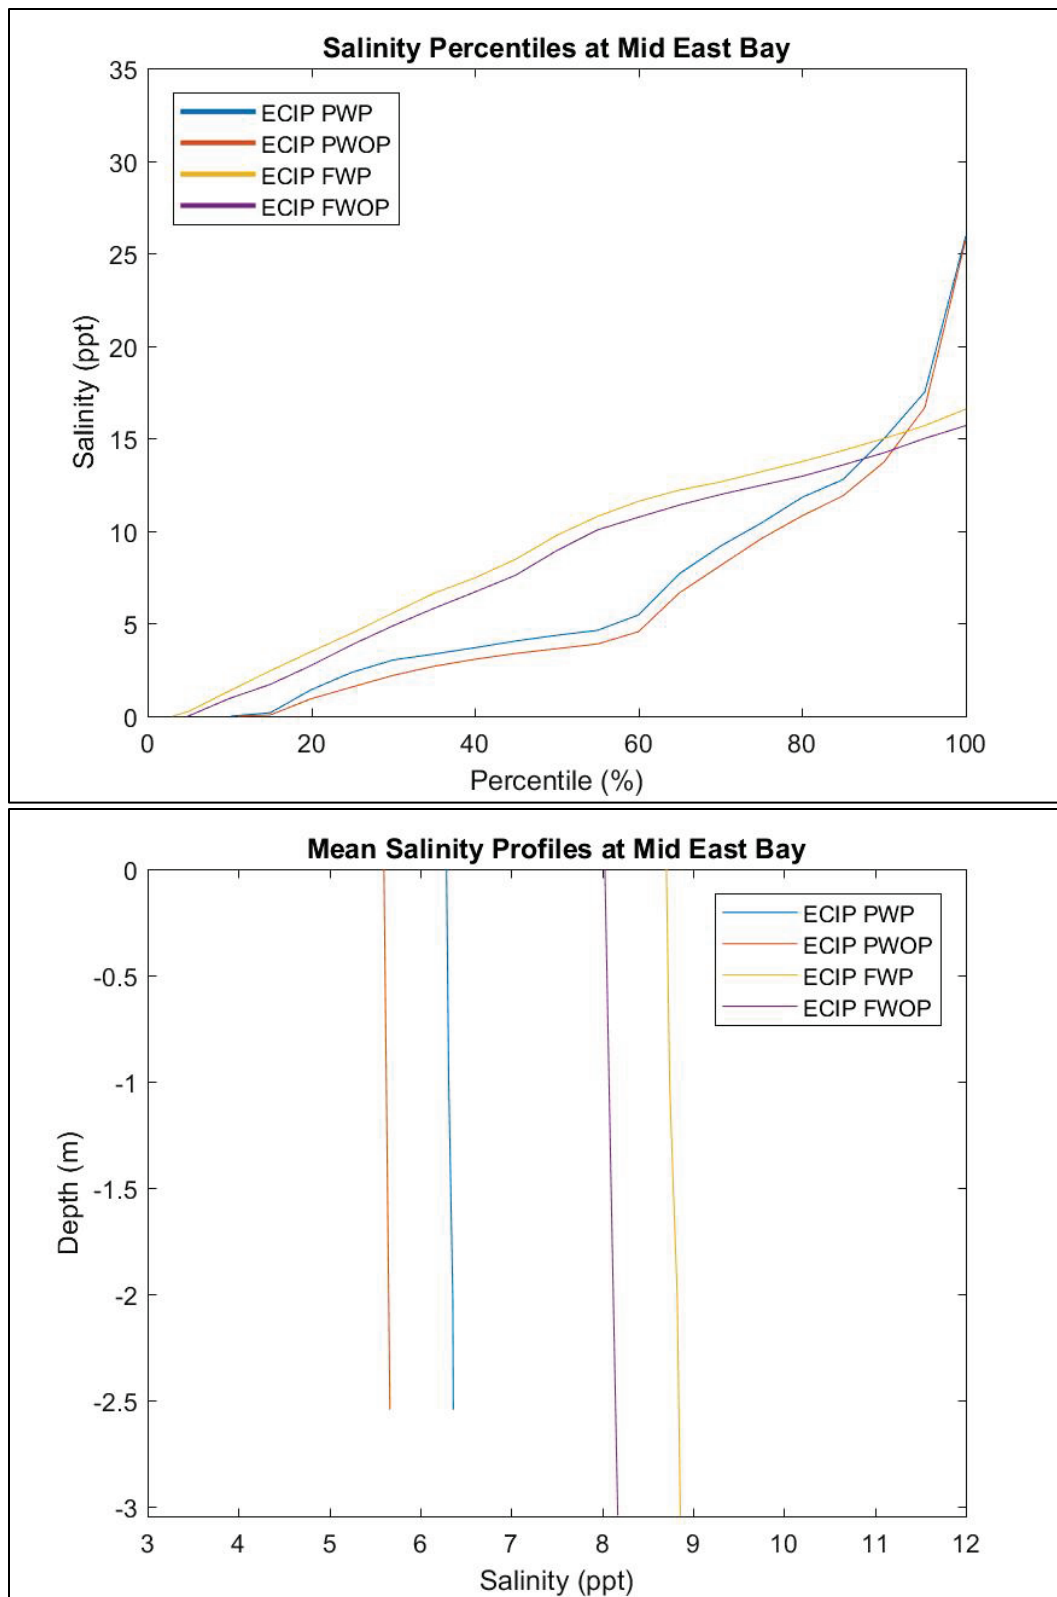 Salinity Percentiles at Mid East Bay
35
30
25
20
15
10
5
0
Salinity (ppt)
ECIP PWP
ECIP PWOP
ECIP FWP
ECIP FWOP
0 20 40 60 80 100
Percentile (%)
Mean Salinity Profiles at Mid East Bay
0
-0.5
-1
-1.5
-2
-2.5
-3
Depth (m)
ECIP PWP
ECIP PWOP
ECIP FWP
ECIP FWOP
3 4 5 6 7 8 9 10 11 12
Salinity (ppt)